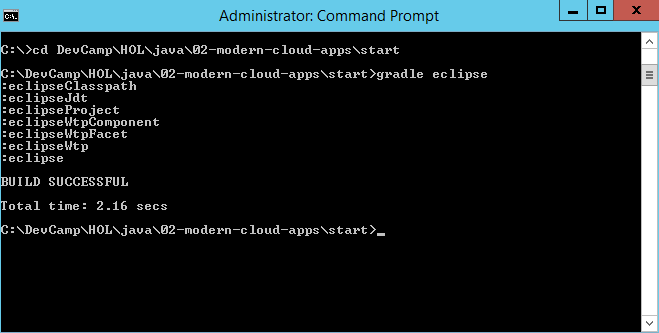 Administrator: Command Prompt
C:\>cd DevCamp\HOL\java\02-modern-cloud-apps\start
C:\DevCamp\HOL\java\02-modern-cloud-apps\start>gradle eclipse
:eclipseClasspath
:eclipseJdt
:eclipseProject
:eclipseWtpComponent
:eclipseWtpFacet
:eclipseWtp
:eclipse
BUILD SUCCESSFUL
Total time: 2.16 secs
C:\DevCamp\HOL\java\02-modern-cloud-apps\start>_